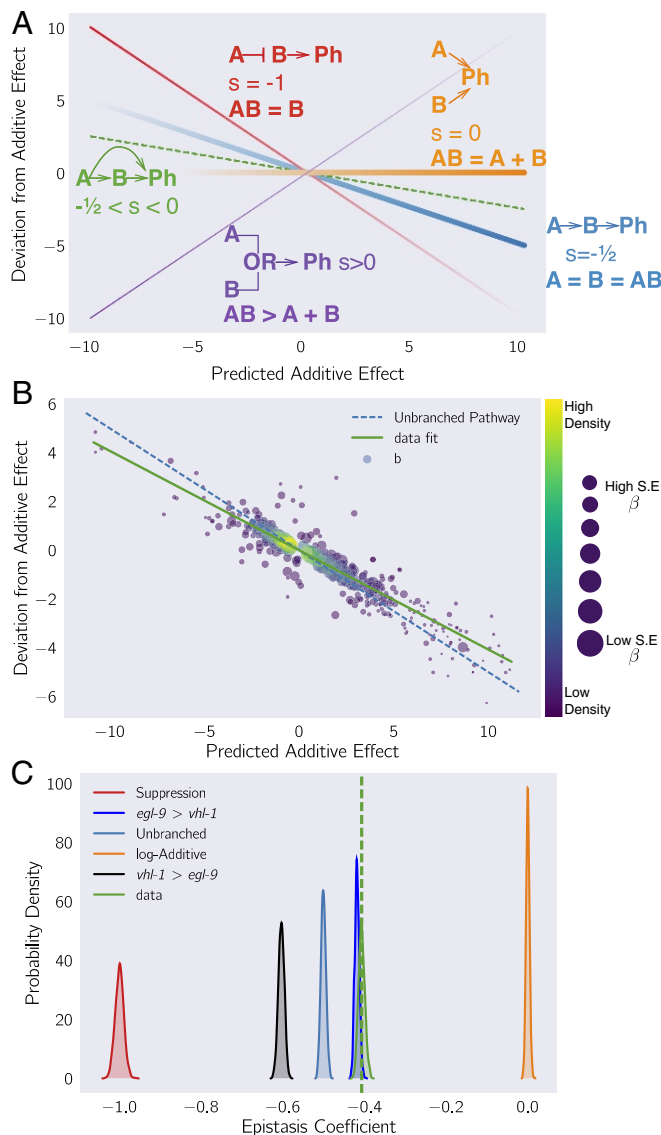 A
Deviation from Additive Effect
10
5
0
−5
−10
A ⊣ B → Ph
s = -1
AB = B
A
Ph
B
s = 0
AB = A + B
A → B → Ph
-½ < s < 0
A
OR → Ph s>0
B
AB > A + B
A → B → Ph
s=-½
A = B = AB
−10
−5
0
5
10
Predicted Additive Effect
B
Deviation from Additive Effect
6
4
2
0
−2
−4
−6
Unbranched Pathway
data fit
b
High
Density
Low
Density
High S.E
β
Low S.E
β
−10
−5
0
5
10
Predicted Additive Effect
C
Probability Density
100
80
60
40
20
0
Suppression
egl-9 > vhl-1
Unbranched
log-Additive
vhl-1 > egl-9
data
−1.0
−0.8
−0.6
−0.4
−0.2
0.0
Epistasis Coefficient